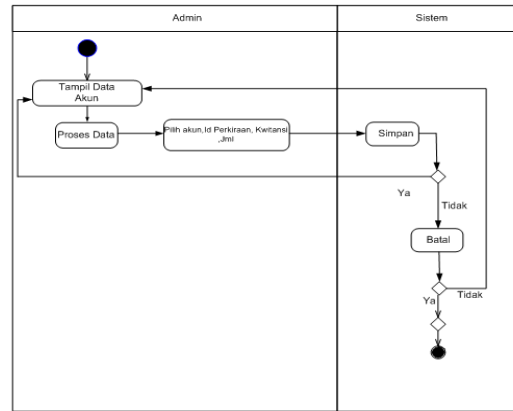 Admin
Sistem
Tampil Data
Akun
Proses Data
Pilih akun,Id Perkiraan, Kwitansi
,Jml
Simpan
Ya
Tidak
Batal
Ya
Tidak